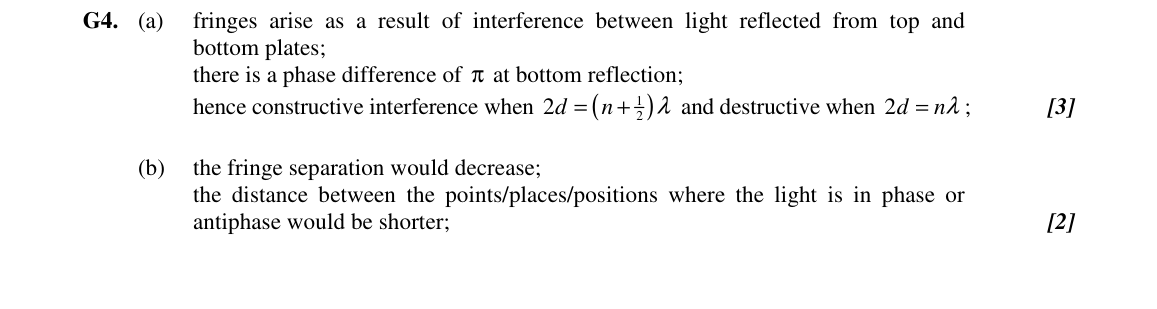 G4. (a) fringes arise as a result of interference between light reflected from top and
bottom plates;
there is a phase difference of π at bottom reflection;
hence constructive interference when 2d = (n + ½) λ and destructive when 2d = nλ ; [3]
(b) the fringe separation would decrease;
the distance between the points/places/positions where the light is in phase or
antiphase would be shorter; [2]